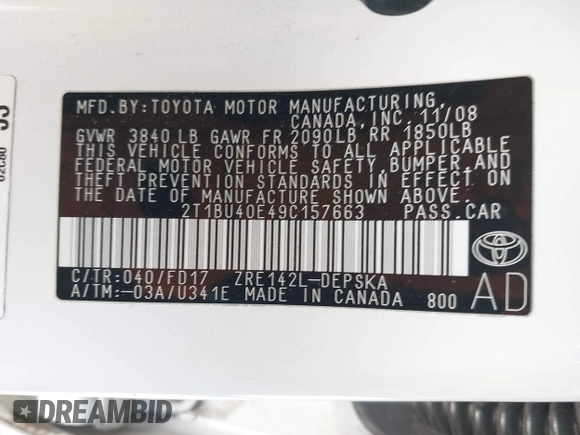 MFD. BY: TOYOTA MOTOR MANUFACTURING,
CANADA, INC. 11/08
GVWR 3840 LB GAWR FR 2090LB RR 1850LB
THIS VEHICLE CONFORMS TO ALL APPLICABLE
FEDERAL MOTOR VEHICLE SAFETY, BUMPER, AND
THEFT PREVENTION STANDARDS IN EFFECT ON
THE DATE OF MANUFACTURE SHOWN ABOVE.
2T1BU40E49C157663 PASS. CAR
C/TR: 040/FD17 ZRE142L-DEPSKA
A/TM: -03A/U341E MADE IN CANADA 800
AD
TOYOTA
DREAMBID